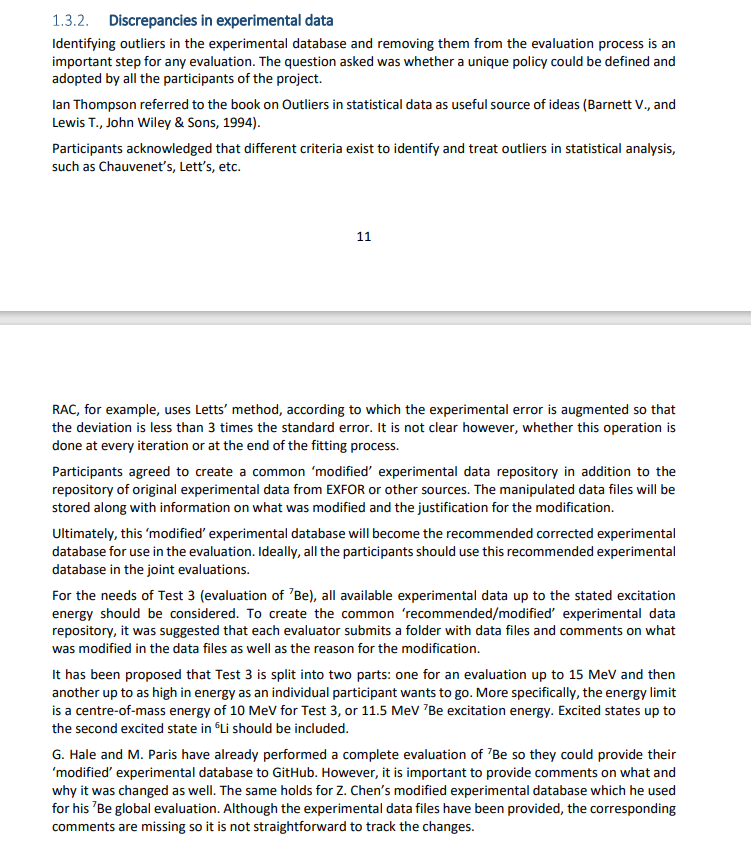 1.3.2. Discrepancies in experimental data
Identifying outliers in the experimental database and removing them from the evaluation process is an
important step for any evaluation. The question asked was whether a unique policy could be defined and
adopted by all the participants of the project.
Ian Thompson referred to the book on Outliers in statistical data as useful source of ideas (Barnett V., and
Lewis T., John Wiley & Sons, 1994).
Participants acknowledged that different criteria exist to identify and treat outliers in statistical analysis,
such as Chauvenet’s, Lett’s, etc.
11
RAC, for example, uses Letts’ method, according to which the experimental error is augmented so that
the deviation is less than 3 times the standard error. It is not clear however, whether this operation is
done at every iteration or at the end of the fitting process.
Participants agreed to create a common ‘modified’ experimental data repository in addition to the
repository of original experimental data from EXFOR or other sources. The manipulated data files will be
stored along with information on what was modified and the justification for the modification.
Ultimately, this ‘modified’ experimental database will become the recommended corrected experimental
database for use in the evaluation. Ideally, all the participants should use this recommended experimental
database in the joint evaluations.
For the needs of Test 3 (evaluation of ⁷Be), all available experimental data up to the stated excitation
energy should be considered. To create the common ‘recommended/modified’ experimental data
repository, it was suggested that each evaluator submits a folder with data files and comments on what
was modified in the data files as well as the reason for the modification.
It has been proposed that Test 3 is split into two parts: one for an evaluation up to 15 MeV and then
another up to as high in energy as an individual participant wants to go. More specifically, the energy limit
is a centre-of-mass energy of 10 MeV for Test 3, or 11.5 MeV ⁷Be excitation energy. Excited states up to
the second excited state in ⁶Li should be included.
G. Hale and M. Paris have already performed a complete evaluation of ⁷Be so they could provide their
‘modified’ experimental database to GitHub. However, it is important to provide comments on what and
why it was changed as well. The same holds for Z. Chen’s modified experimental database which he used
for his ⁷Be global evaluation. Although the experimental data files have been provided, the corresponding
comments are missing so it is not straightforward to track the changes.